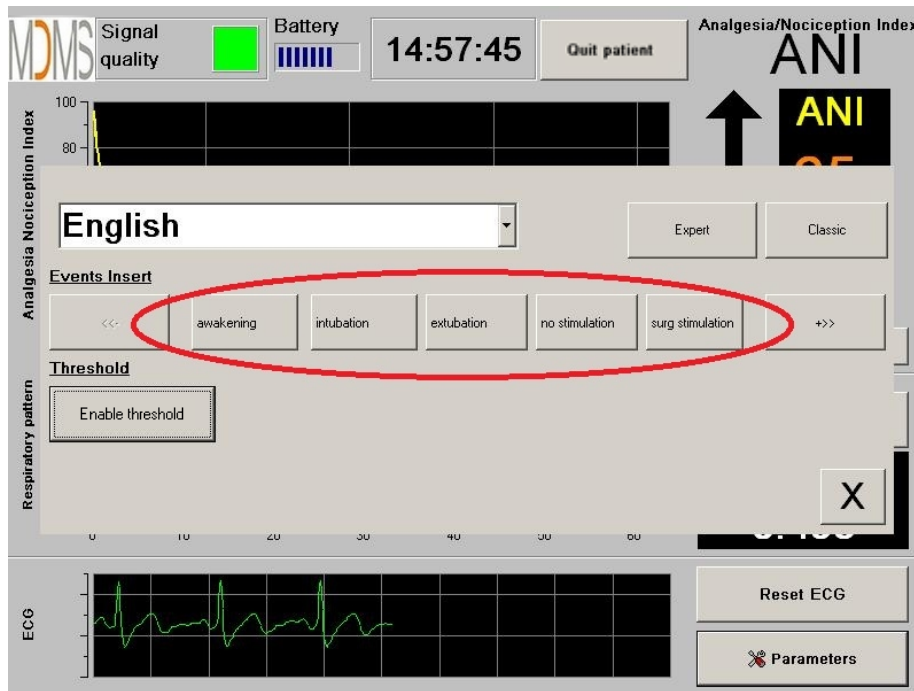 MDMS
Signal quality
Battery
14:57:45
Quit patient
Analgesia/Nociception Index
ANI
100
80
Analgesia Nociception Index
ANI
English
Expert
Classic
Events Insert
<<-
awakening
intubation
extubation
no stimulation
surg stimulation
+>>
Threshold
Enable threshold
X
Respiratory pattern
0 10 20 30 40 50 60
ECG
Reset ECG
Parameters